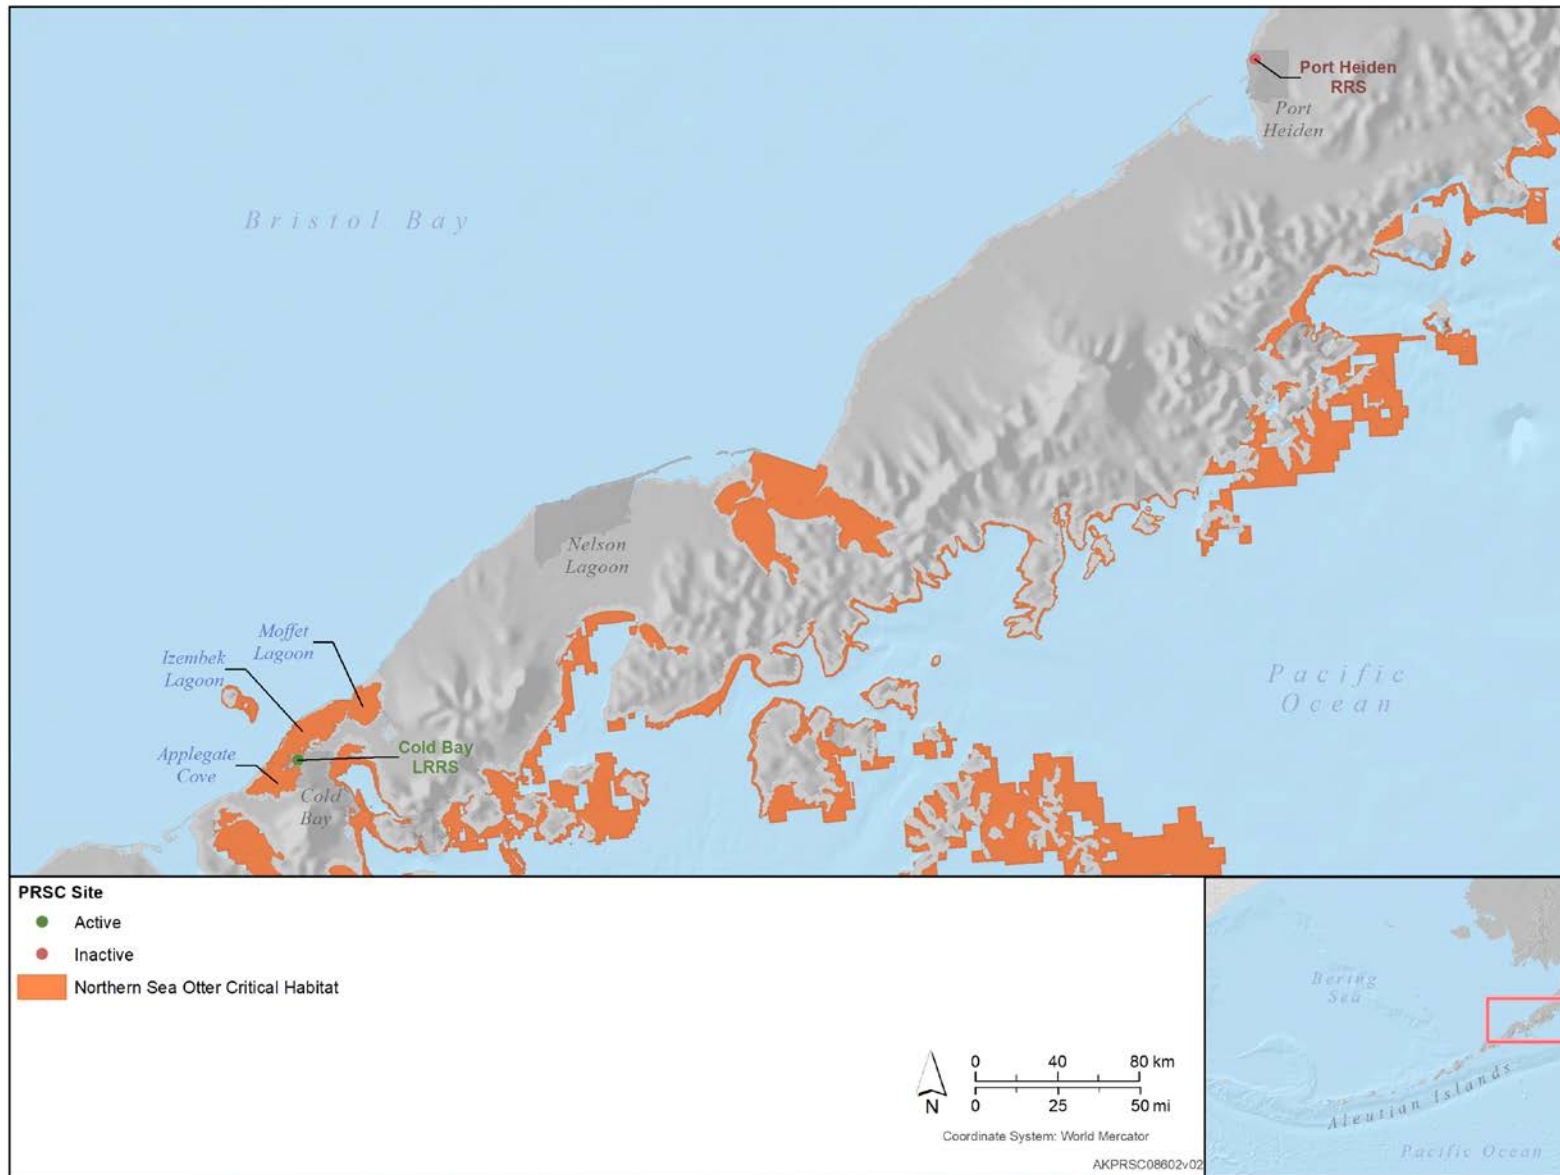 Port Heiden
RRS
Port
Heiden
Bristol Bay
Nelson
Lagoon
Moffet
Lagoon
Izembek
Lagoon
Pacific
Ocean
Applegate
Cove
Cold Bay
LRRS
Cold
Bay
PRSC Site
Active
Inactive
Northern Sea Otter Critical Habitat
N
0 40 80 km
0 25 50 mi
Coordinate System: World Mercator
AKPRSC08602v02
Bering
Sea
Aleutian Islands
Pacific Ocean